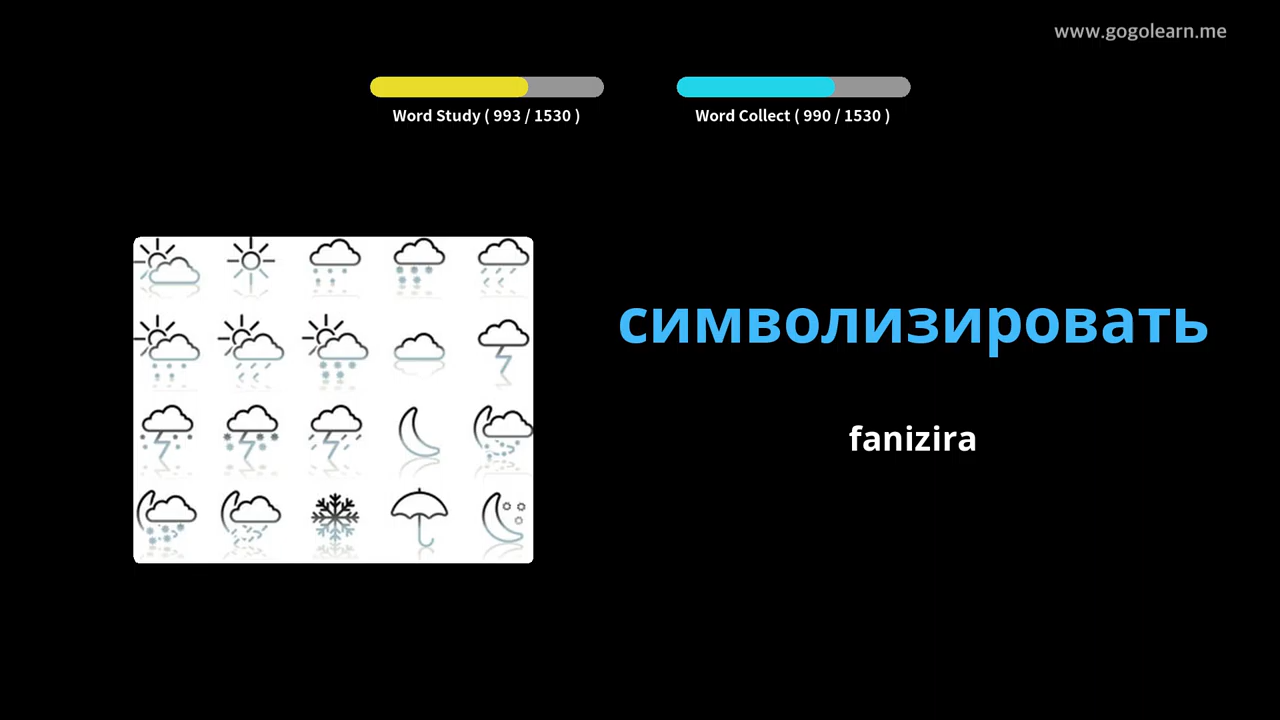 www.gogolearn.me
Word Study ( 993 / 1530 )
Word Collect ( 990 / 1530 )
символизировать
fanizira